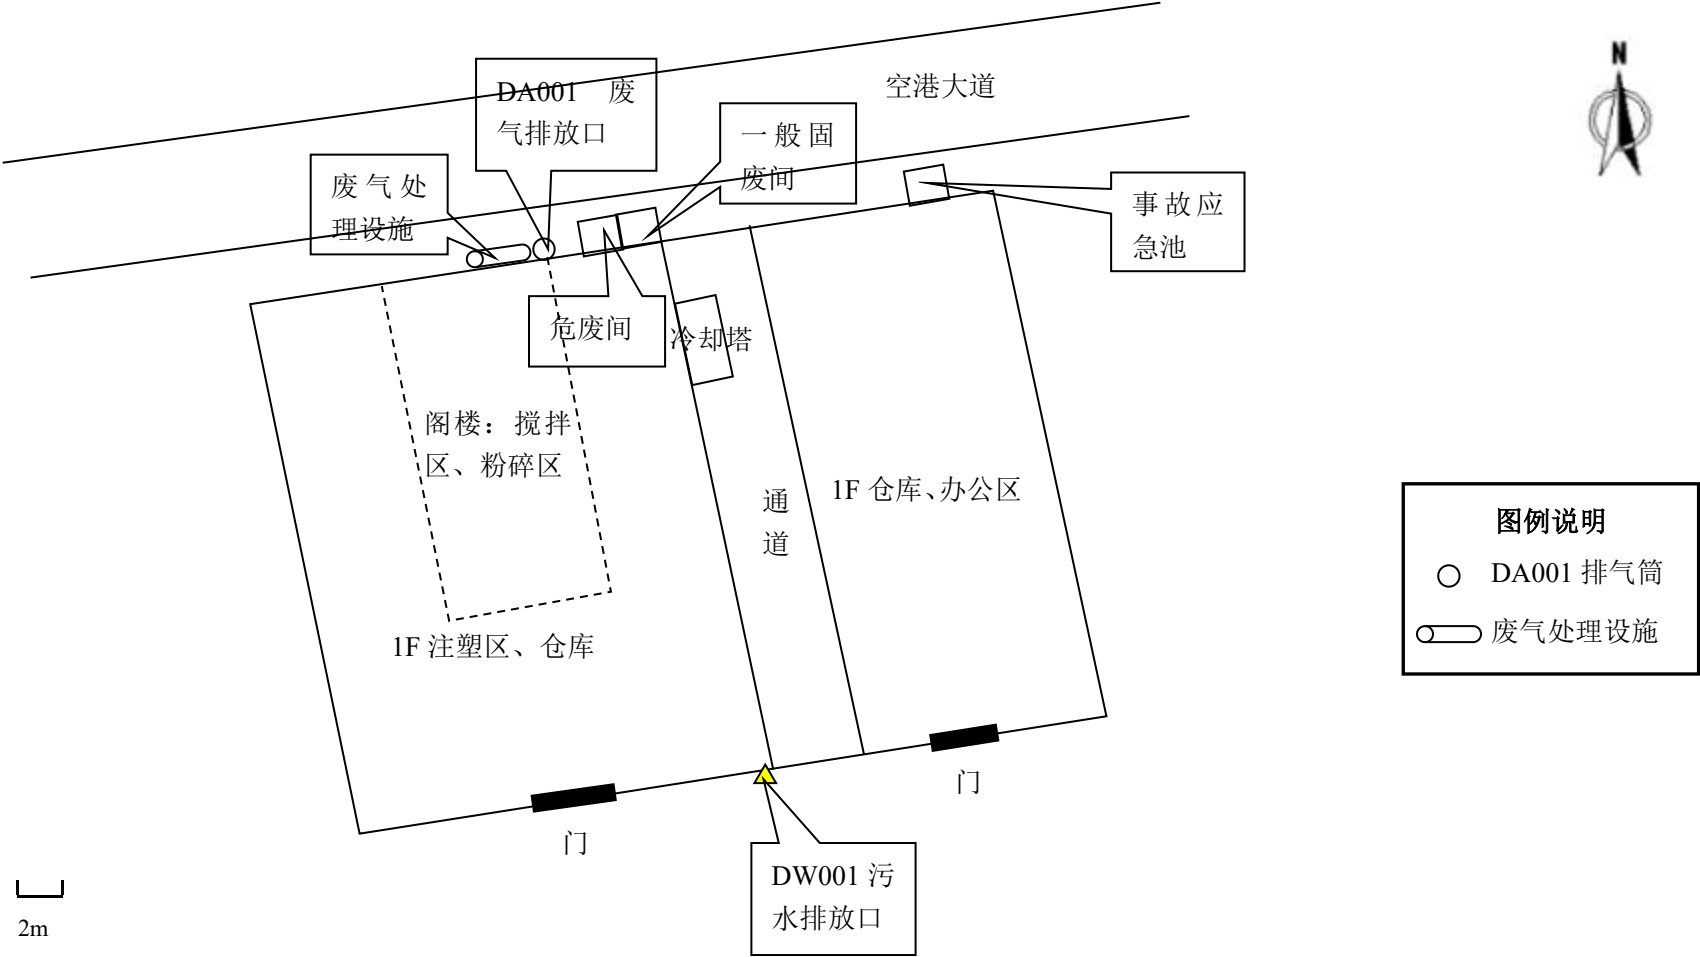 N
空港大道
DA001 废
气排放口
一般固
废间
废气处
理设施
事故应
急池
危废间
冷却塔
阁楼：搅拌
区、粉碎区
通
道
1F 仓库、办公区
图例说明
DA001 排气筒
废气处理设施
1F 注塑区、仓库
门
门
DW001 污
水排放口
2m